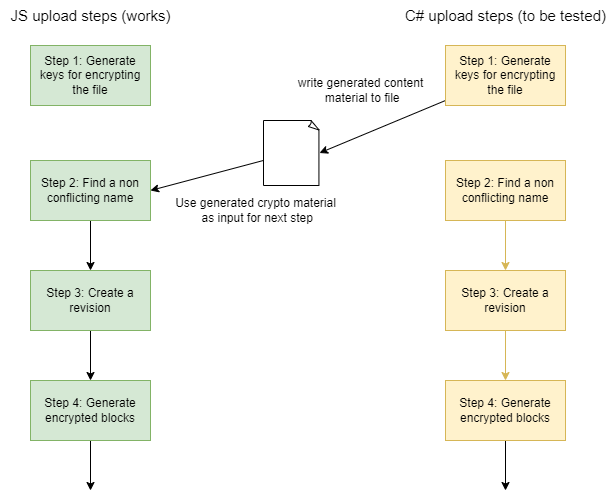 JS upload steps (works)
C# upload steps (to be tested)
Step 1: Generate
keys for encrypting
the file
Step 1: Generate
keys for encrypting
the file
write generated content
material to file
Step 2: Find a non
conflicting name
Use generated crypto material
as input for next step
Step 2: Find a non
conflicting name
Step 3: Create a
revision
Step 3: Create a
revision
Step 4: Generate
encrypted blocks
Step 4: Generate
encrypted blocks